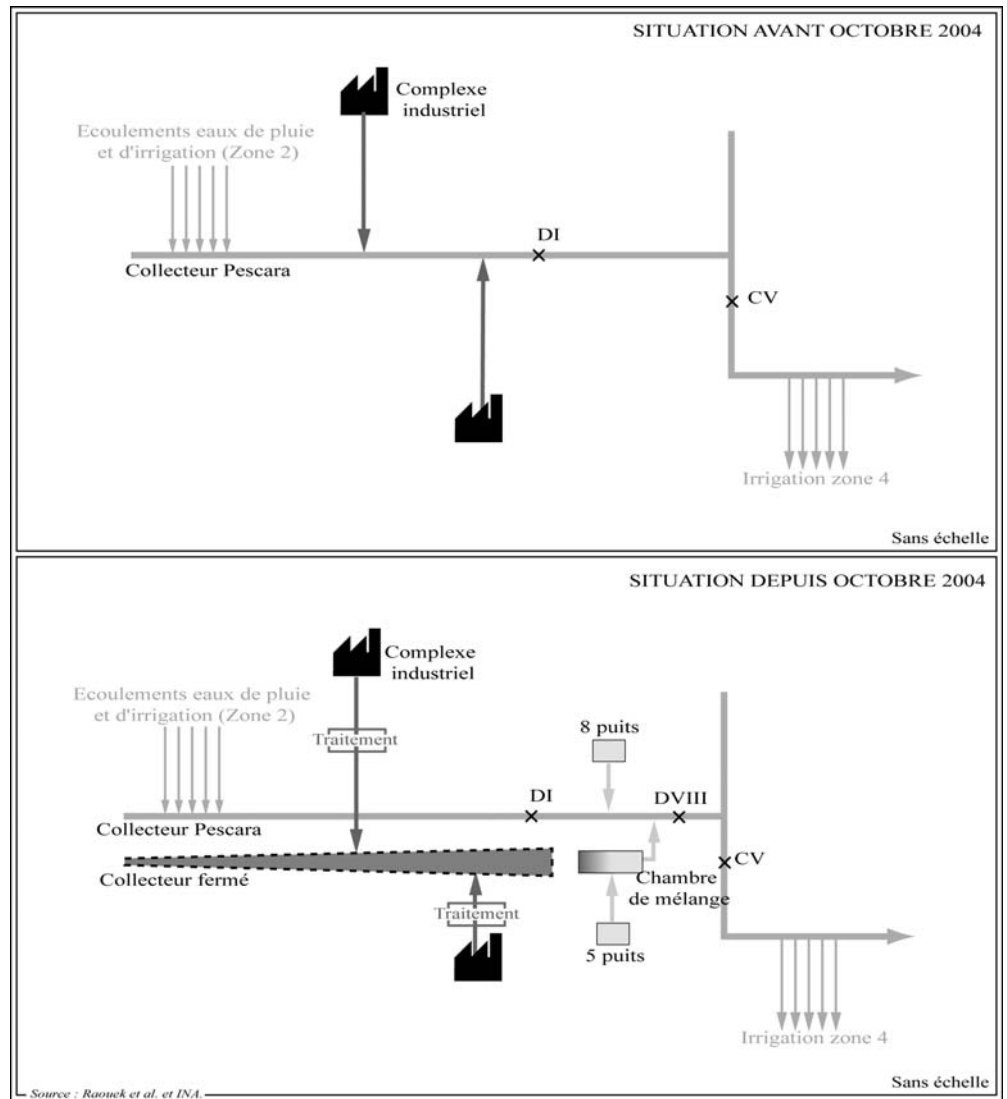 SITUATION AVANT OCTOBRE 2004
Complexe
industriel
Ecoulements eaux de pluie
et d'irrigation (Zone 2)
DI
Collecteur Pescara
CV
Irrigation zone 4
Sans échelle
SITUATION DEPUIS OCTOBRE 2004
Complexe
industriel
Ecoulements eaux de pluie
et d'irrigation (Zone 2)
Traitement
8 puits
DI
DVIII
Collecteur Pescara
CV
Collecteur fermé
Chambre
de mélange
Traitement
5 puits
Irrigation zone 4
Sans échelle
Source : Raouek et al. et INA.